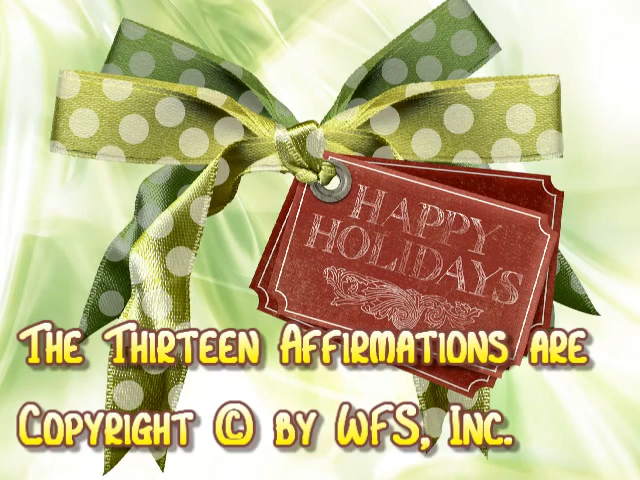 HAPPY
HOLIDAYS
The Thirteen Affirmations are
Copyright © by WFS, Inc.